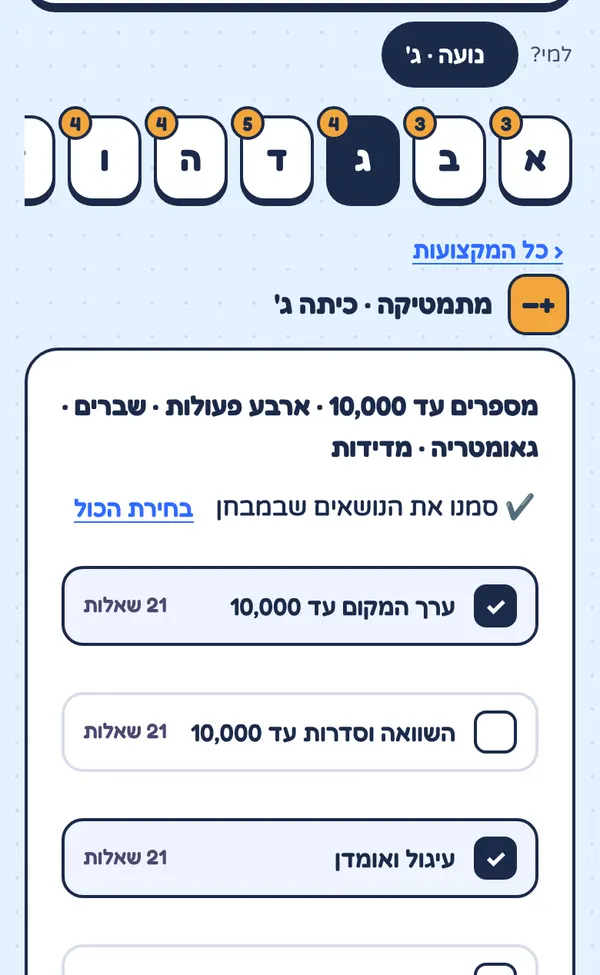 למי? נועה · ג'
3 3 4 5 4 4
א ב ג ד ה ו
‹ כל המקצועות
+− מתמטיקה · כיתה ג'
מספרים עד 10,000 · ארבע פעולות · שברים ·
גאומטריה · מדידות
✔ סמנו את הנושאים שבמבחן בחירת הכול
ערך המקום עד 10,000 21 שאלות
השוואה וסדרות עד 10,000 21 שאלות
עיגול ואומדן 21 שאלות